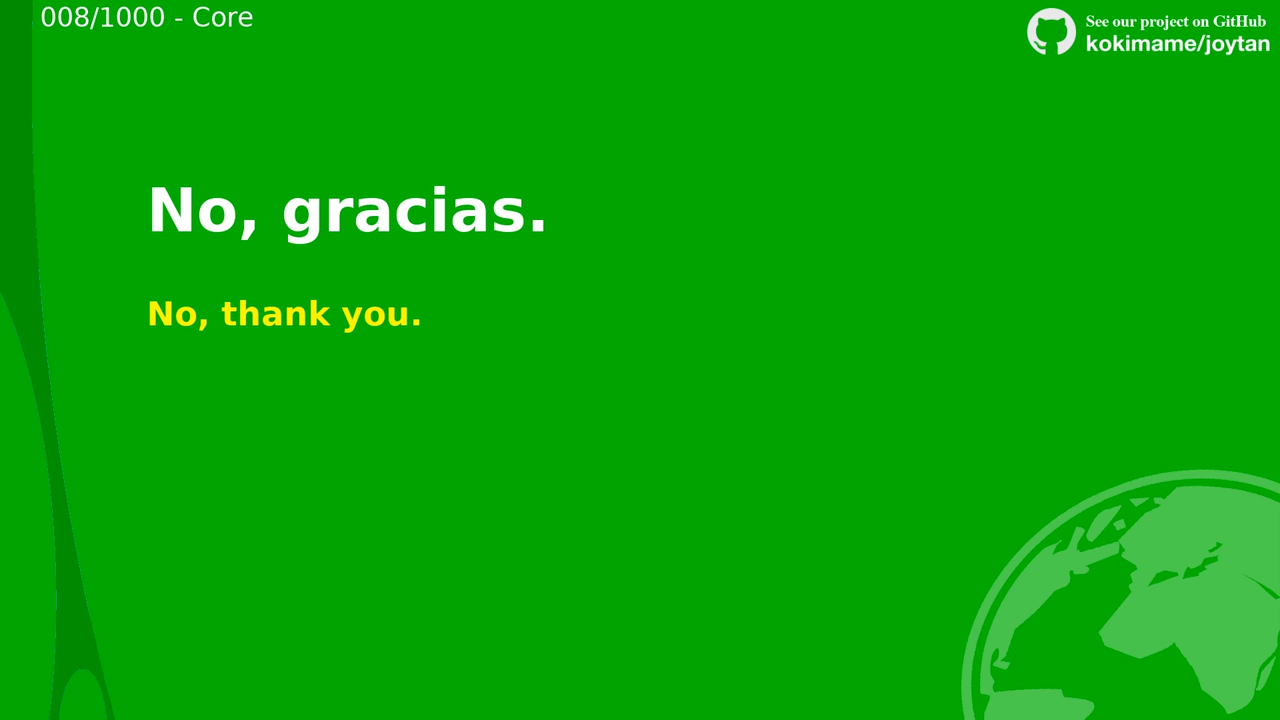 008/1000 - Core
See our project on GitHub
kokimame/joytan
No, gracias.
No, thank you.